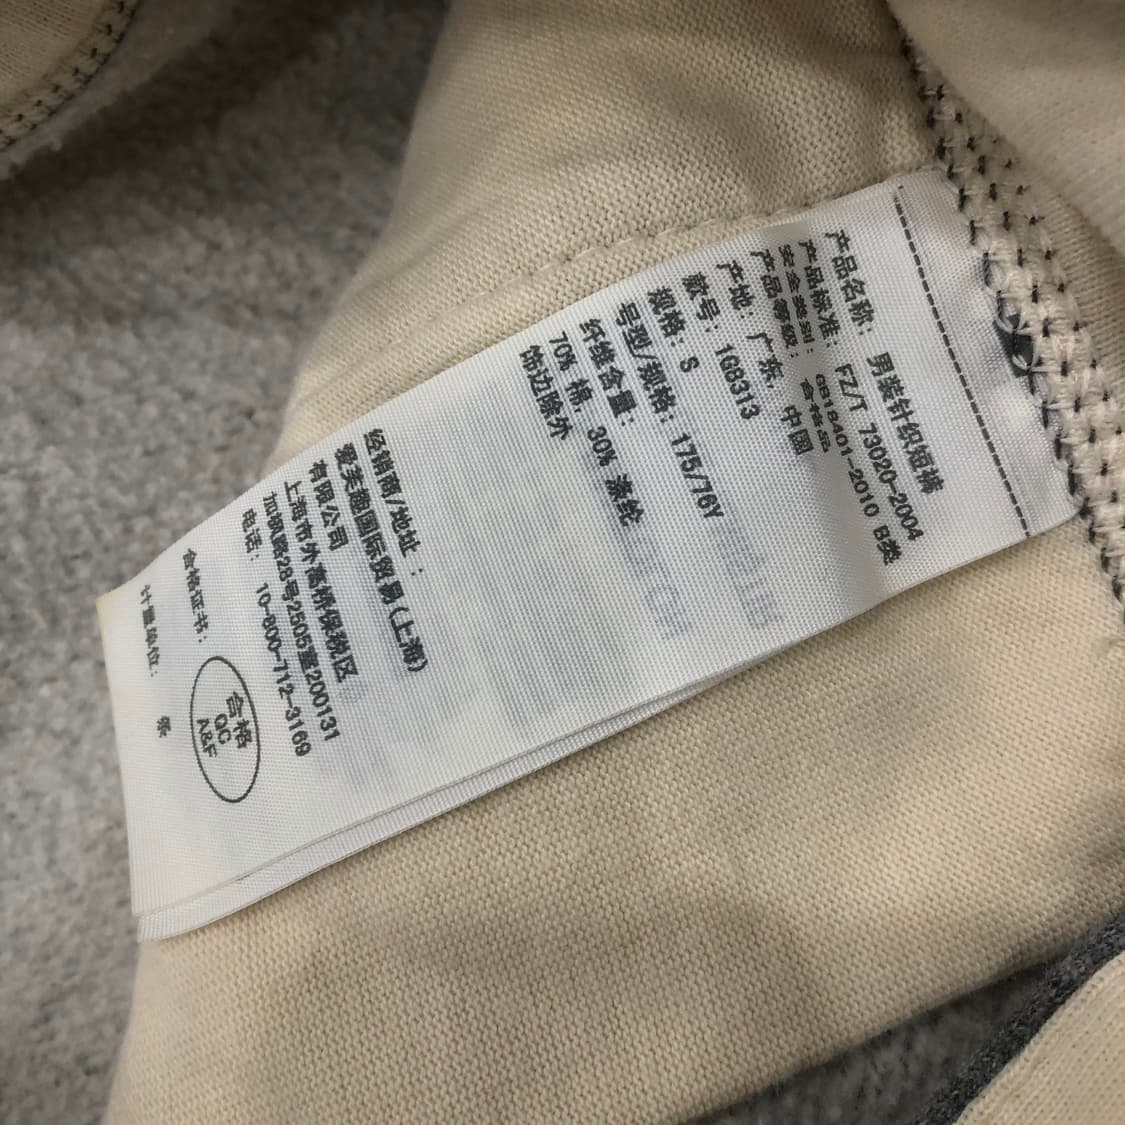 产品名称: 男装针织短裤
产品标准: FZ/T 73020-2004
安全类别: GB18401-2010 B类
产品等级: 合格品
产地: 广东, 中国
款号: 168313
规格: S
号型/规格: 175/76Y
纤维含量:
70% 棉, 30% 涤纶
饰边除外
经销商/地址:
国际贸易(上海)
有限公司
上海市外高桥保税区
加枫路28号2505室200131
电话: 10-800-712-3169
合格证书:
合格
QC
A&F
计量单位: 条